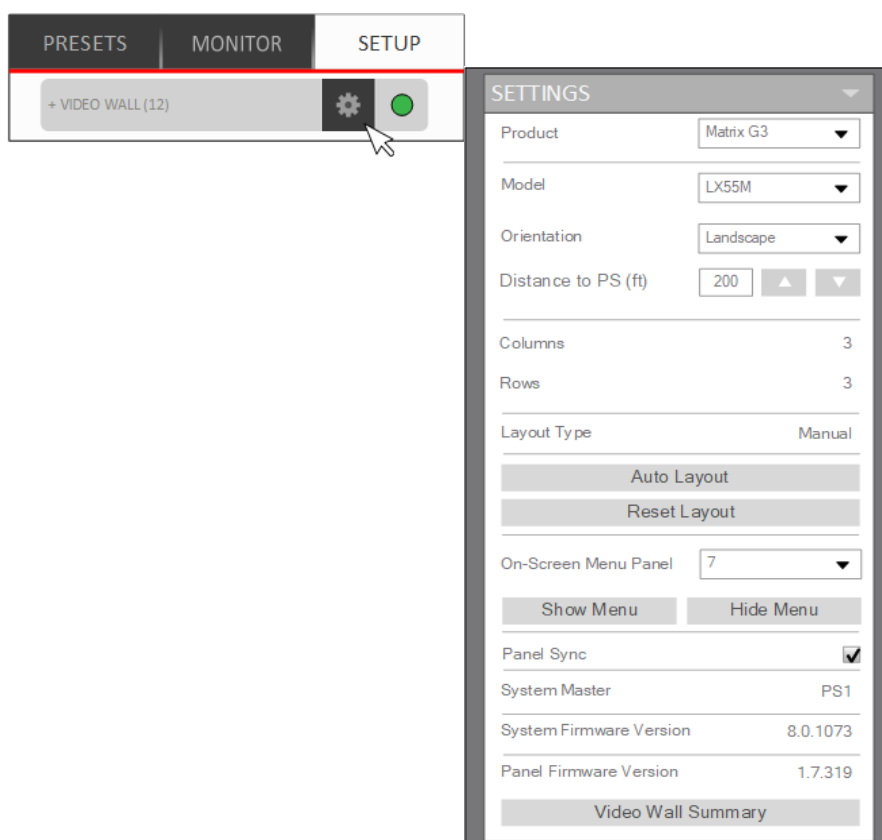 PRESETS MONITOR SETUP
+ VIDEO WALL (12)
SETTINGS
Product Matrix G3
Model LX55M
Orientation Landscape
Distance to PS (ft) 200
Columns 3
Rows 3
Layout Type Manual
Auto Layout
Reset Layout
On-Screen Menu Panel 7
Show Menu Hide Menu
Panel Sync
System Master PS1
System Firmware Version 8.0.1073
Panel Firmware Version 1.7.319
Video Wall Summary